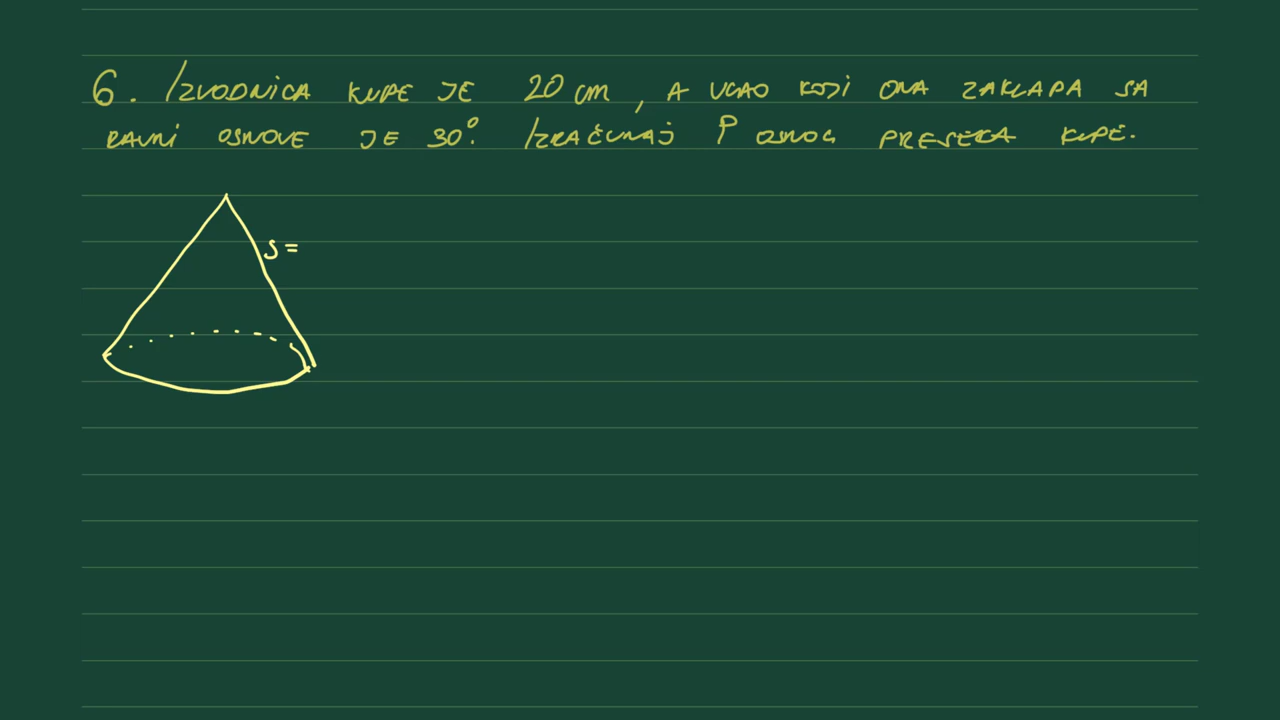 6. IZVODNICA KUPE JE 20 cm, A UGAO KOJI ONA ZAKLAPA SA
RAVNI OSNOVE JE 30°. IZRAČUNAJ P OSNOG PRESEKA KUPE.
S =